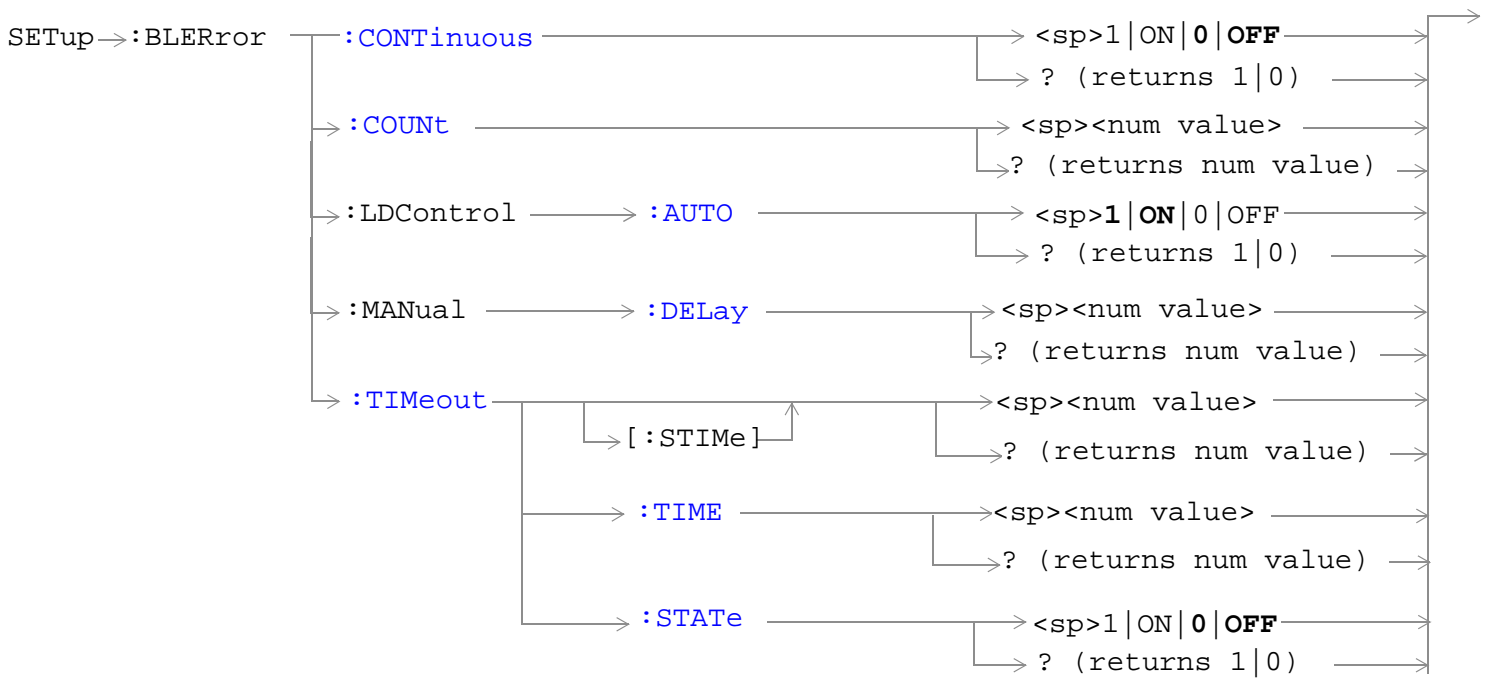 SETup :BLERror :CONTinuous <sp>1|ON|0|OFF
? (returns 1|0)
:COUNt <sp><num value>
? (returns num value)
:LDControl :AUTO <sp>1|ON|0|OFF
? (returns 1|0)
:MANual :DELay <sp><num value>
? (returns num value)
:TIMeout <sp><num value>
[:STIMe] ? (returns num value)
:TIME <sp><num value>
? (returns num value)
:STATe <sp>1|ON|0|OFF
? (returns 1|0)